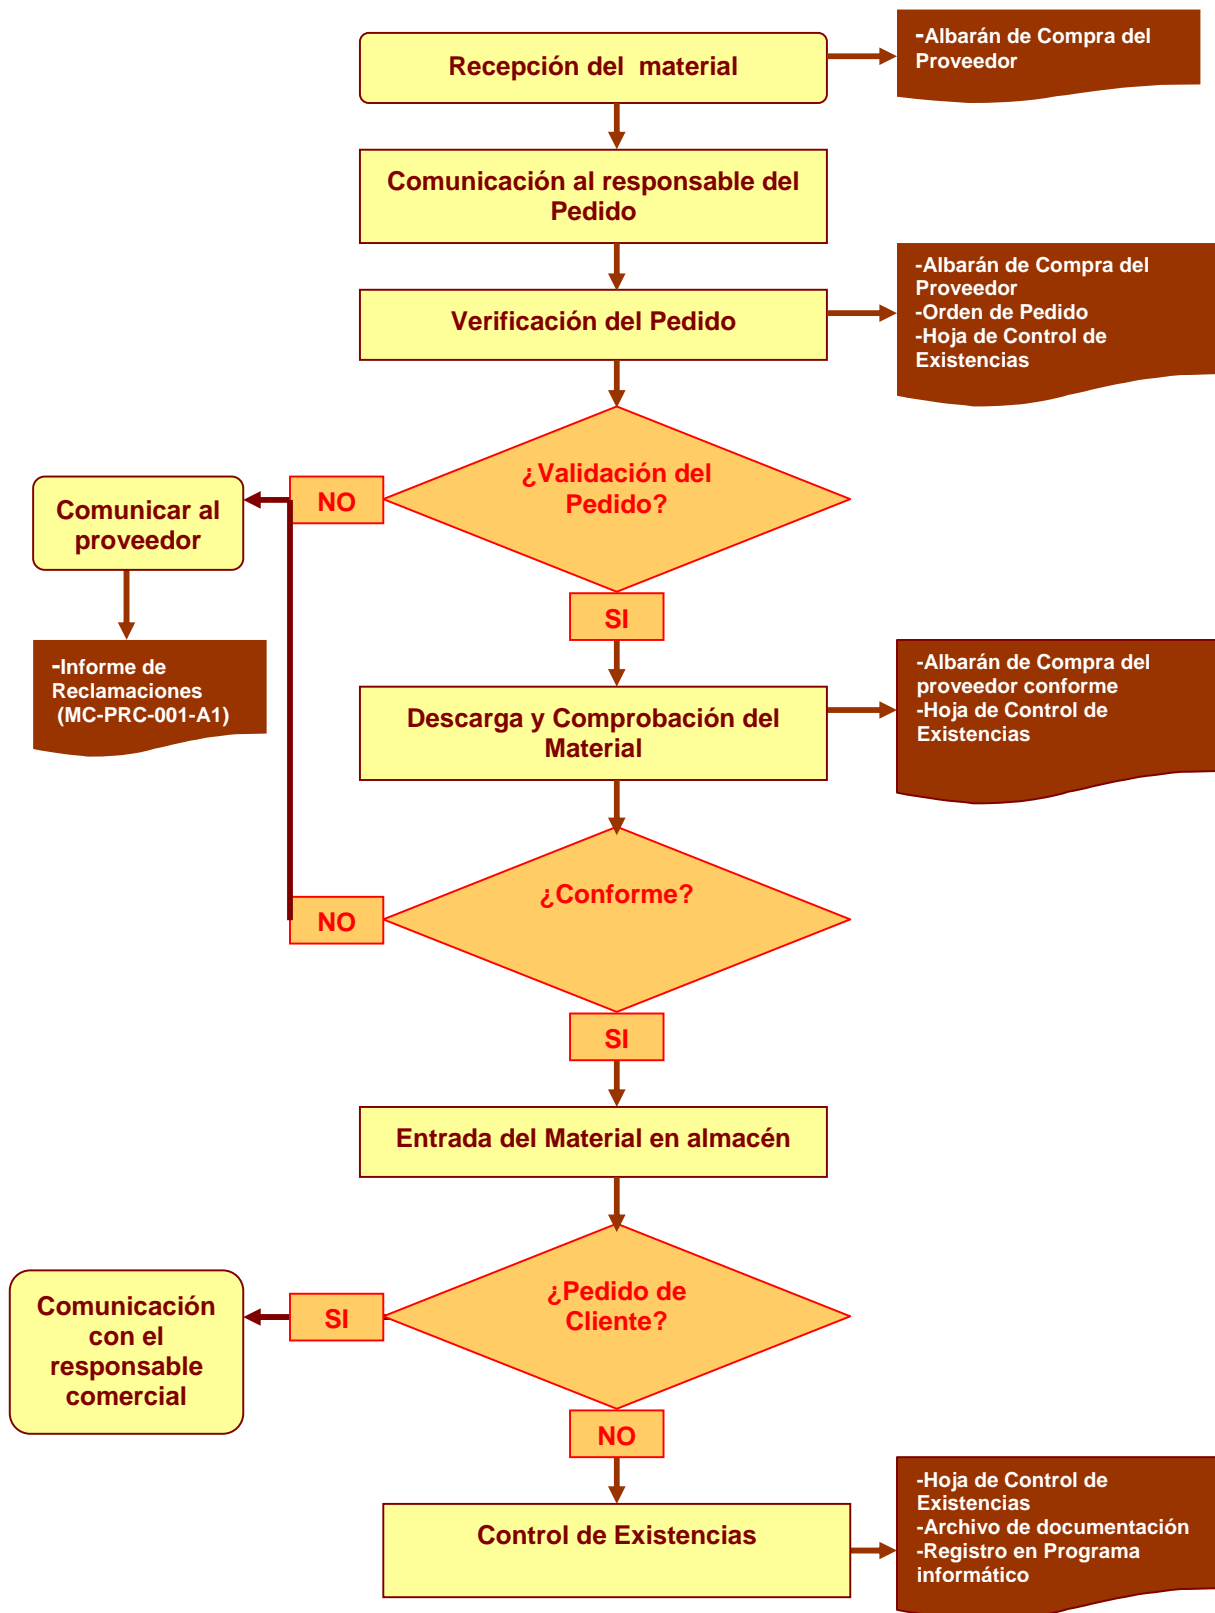 Recepción del  material
-Albarán de Compra del
Proveedor
Comunicación al responsable del
Pedido
Verificación del Pedido
-Albarán de Compra del
Proveedor
-Orden de Pedido
-Hoja de Control de
Existencias
¿Validación del
Pedido?
NO
Comunicar al
proveedor
SI
-Informe de
Reclamaciones
(MC-PRC-001-A1)
Descarga y Comprobación del
Material
-Albarán de Compra del
proveedor conforme
-Hoja de Control de
Existencias
¿Conforme?
NO
SI
Entrada del Material en almacén
¿Pedido de
Cliente?
SI
Comunicación
con el
responsable
comercial
NO
Control de Existencias
-Hoja de Control de
Existencias
-Archivo de documentación
-Registro en Programa
informático